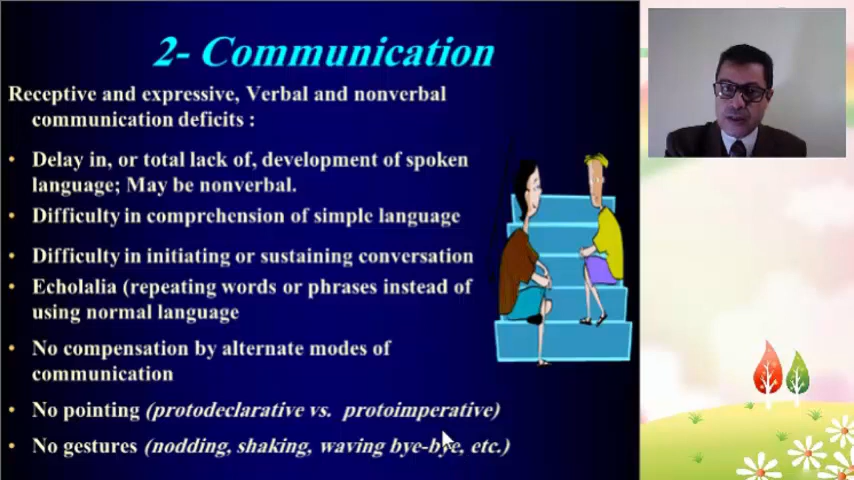 2- Communication
Receptive and expressive, Verbal and nonverbal
communication deficits :
• Delay in, or total lack of, development of spoken
language; May be nonverbal.
• Difficulty in comprehension of simple language
• Difficulty in initiating or sustaining conversation
• Echolalia (repeating words or phrases instead of
using normal language
• No compensation by alternate modes of
communication
• No pointing (protodeclarative vs. protoimperative)
• No gestures (nodding, shaking, waving bye-bye, etc.)